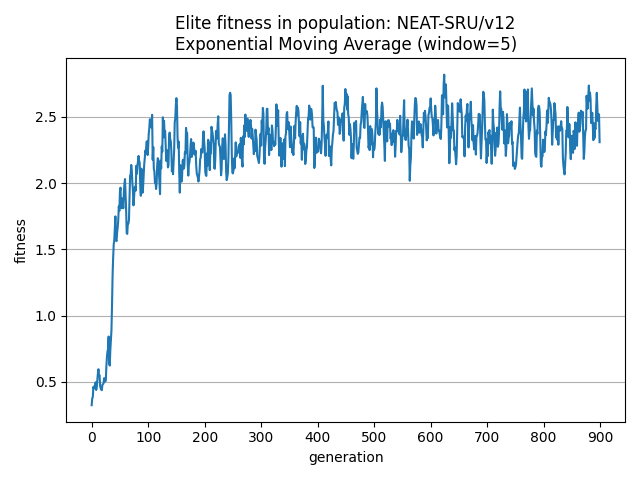 Elite fitness in population: NEAT-SRU/v12
Exponential Moving Average (window=5)
fitness
2.5
2.0
1.5
1.0
0.5
0 100 200 300 400 500 600 700 800 900
generation